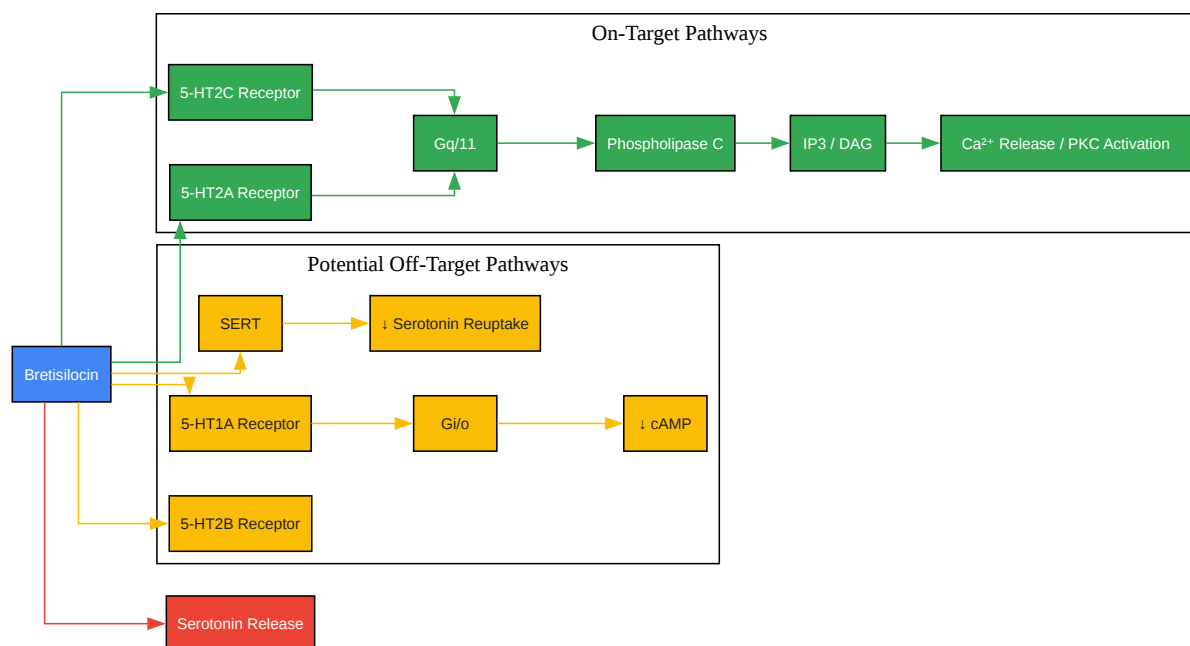 On-Target Pathways
5-HT2C Receptor
Gq/11
Phospholipase C
IP3 / DAG
Ca²⁺ Release / PKC Activation
5-HT2A Receptor
Potential Off-Target Pathways
SERT
↓ Serotonin Reuptake
Bretisilocin
5-HT1A Receptor
Gi/o
↓ cAMP
5-HT2B Receptor
Serotonin Release